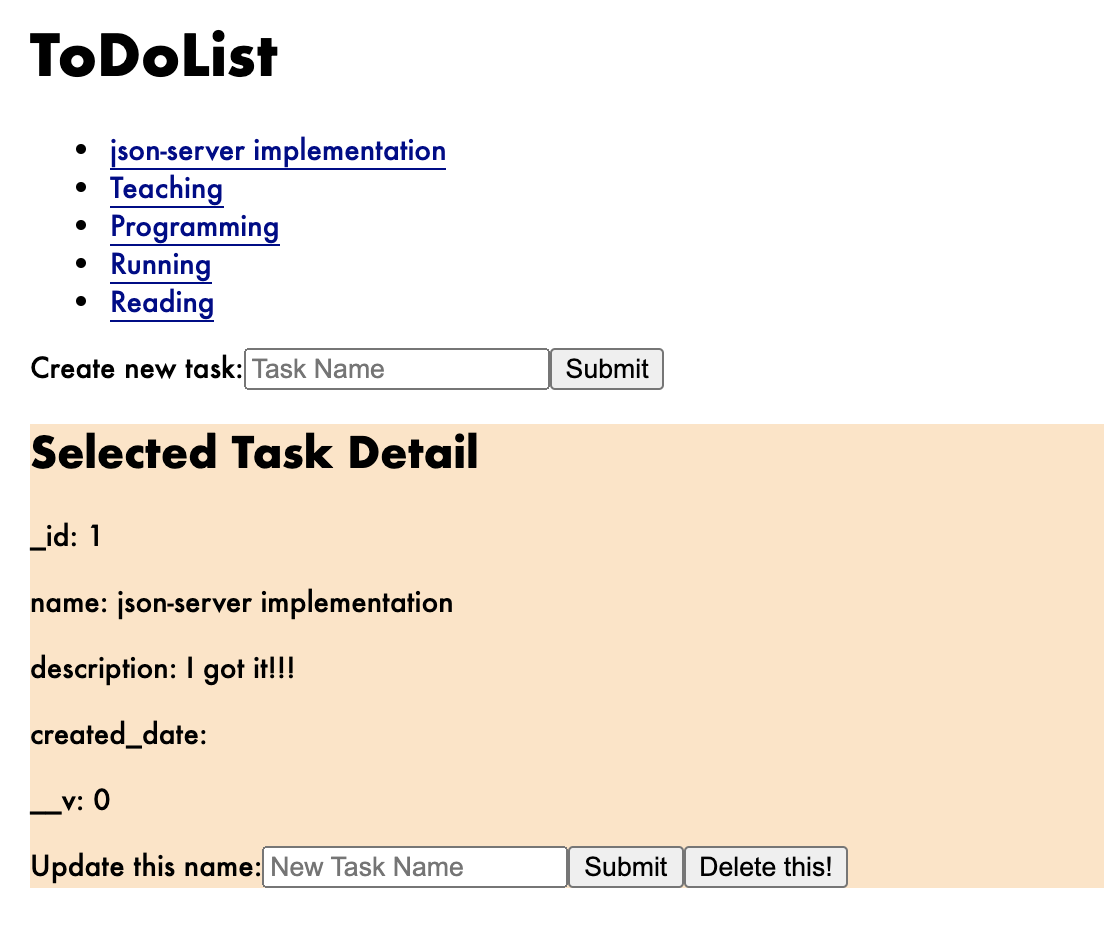 ToDoList
json-server implementation
Teaching
Programming
Running
Reading
Create new task: Task Name Submit
Selected Task Detail
_id: 1
name: json-server implementation
description: I got it!!!
created_date:
__v: 0
Update this name: New Task Name Submit Delete this!